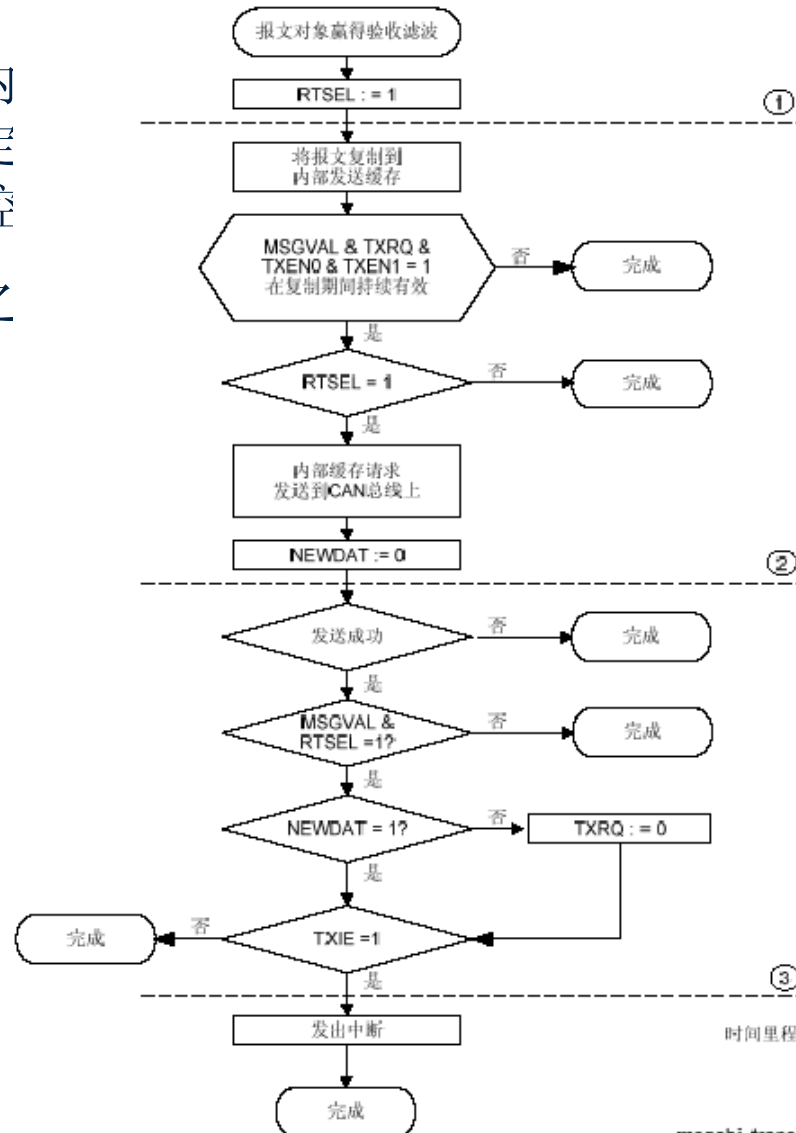 报文对象赢得验收滤波
RTSEL : = 1
①
将报文复制到
内部发送缓存
MSGVAL & TXRQ &
TXEN0 & TXEN1 = 1
在复制期间持续有效
否
完成
是
RTSEL = 1
否
完成
是
内部缓存请求
发送到CAN总线上
NEWDAT := 0
②
发送成功
否
完成
是
MSGVAL &
RTSEL =1?
否
完成
是
NEWDAT = 1?
否
TXRQ : = 0
是
完成
否
TXIE =1
是
③
发出中断
时间里程
完成